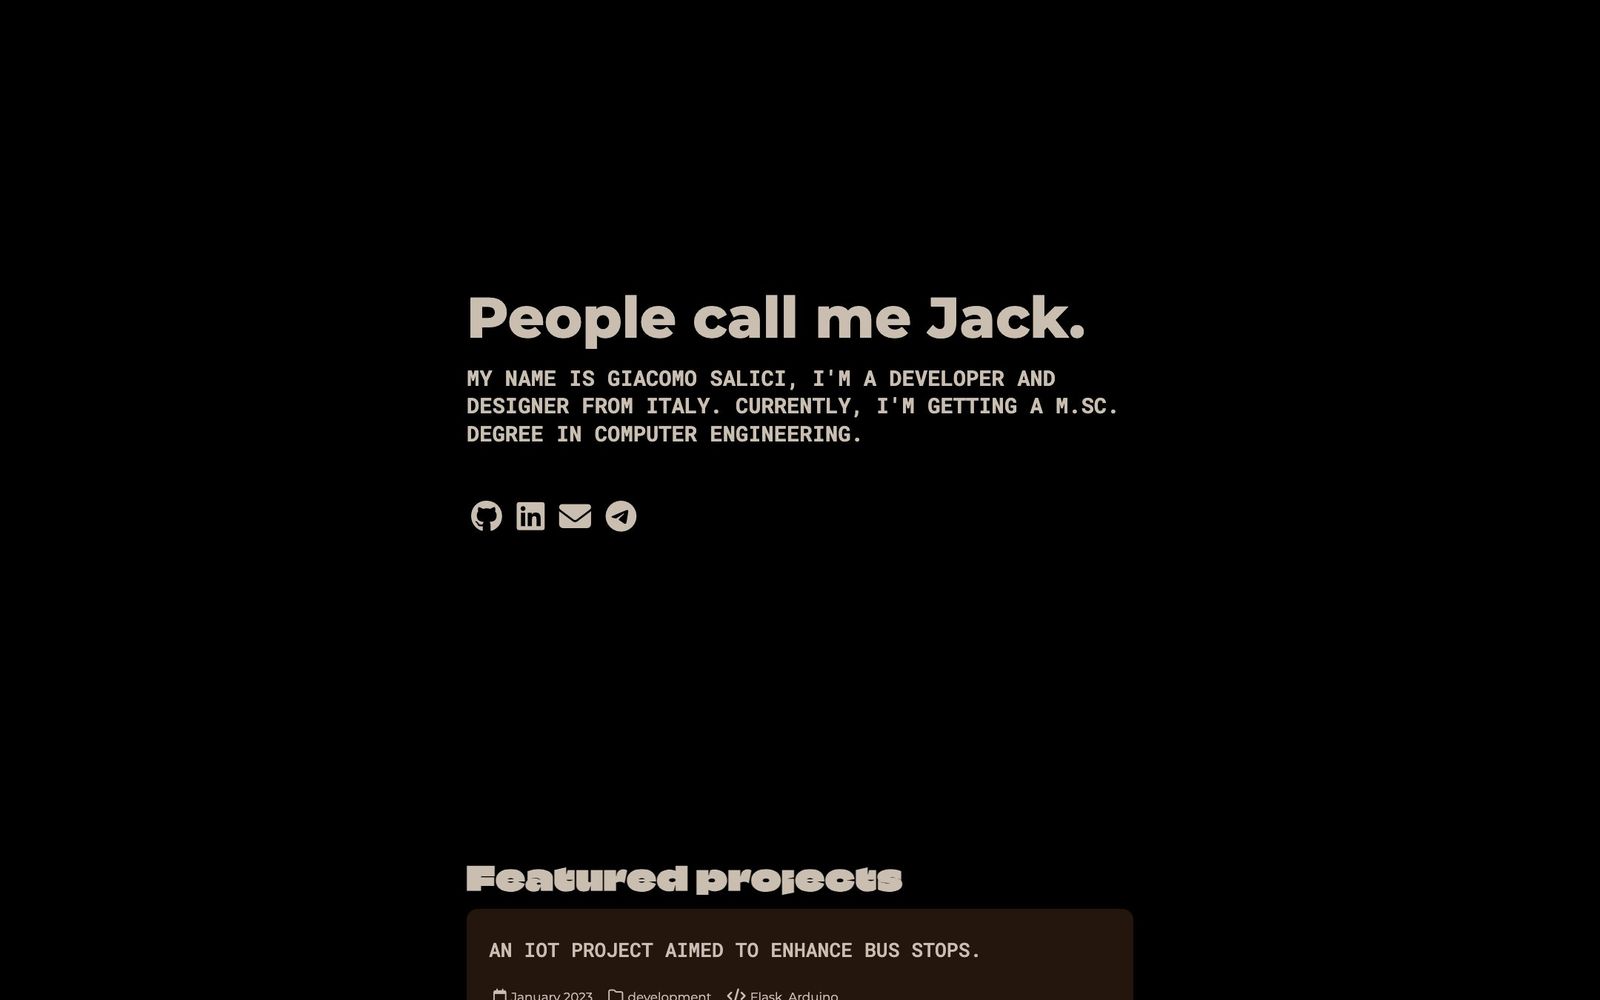 People call me Jack.
MY NAME IS GIACOMO SALICI, I'M A DEVELOPER AND
DESIGNER FROM ITALY. CURRENTLY, I'M GETTING A M.SC.
DEGREE IN COMPUTER ENGINEERING.
in
Featured projects
AN IOT PROJECT AIMED TO ENHANCE BUS STOPS.
January 2023 development Flask, Arduino